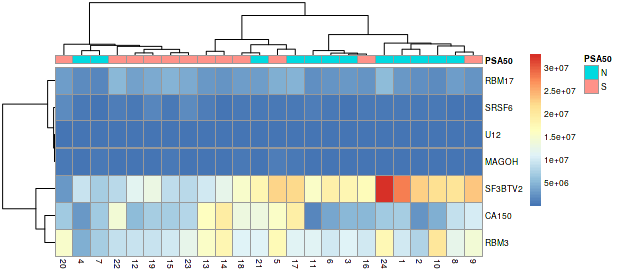 PSA50
PSA50
N
S
3e+07
2.5e+07
2e+07
1.5e+07
1e+07
5e+06
RBM17
SRSF6
U12
MAGOH
SF3BTV2
CA150
RBM3
20 4 7 22 12 19 15 23 13 14 18 21 5 17 11 6 3 16 24 1 2 10 8 9